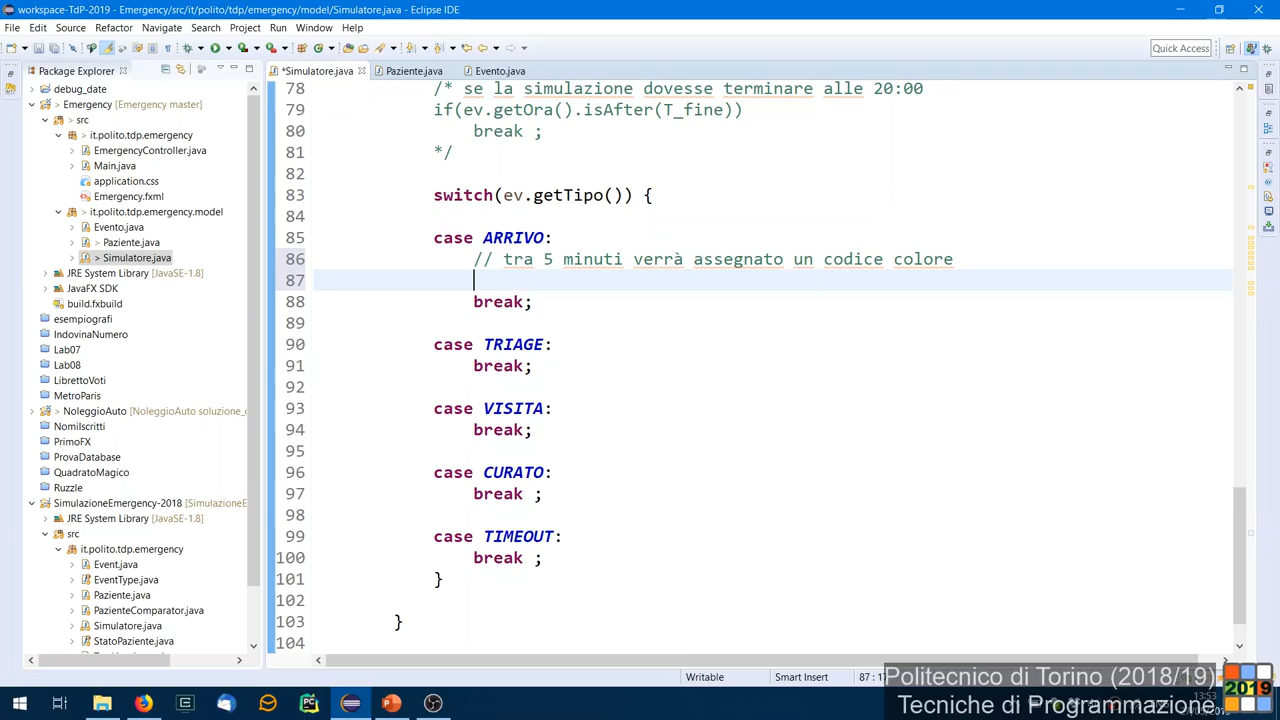 workspace-TdP-2019 - Emergency/src/it/polito/tdp/emergency/model/Simulatore.java - Eclipse IDE
File Edit Source Refactor Navigate Search Project Run Window Help
Quick Access
Package Explorer
*Simulatore.java Paziente.java Evento.java
debug_date
> Emergency [Emergency master]
> src
> it.polito.tdp.emergency
EmergencyController.java
Main.java
application.css
Emergency.fxml
> it.polito.tdp.emergency.model
Evento.java
> Paziente.java
> Simulatore.java
JRE System Library [JavaSE-1.8]
JavaFX SDK
build.fxbuild
esempiografi
IndovinaNumero
Lab07
Lab08
LibrettoVoti
MetroParis
> NoleggioAuto [NoleggioAuto soluzione_
NomiIscritti
PrimoFX
ProvaDatabase
QuadratoMagico
Ruzzle
SimulazioneEmergency-2018 [SimulazioneE
JRE System Library [JavaSE-1.8]
src
it.polito.tdp.emergency
Event.java
EventType.java
Paziente.java
PazienteComparator.java
Simulatore.java
StatoPaziente.java
78 /* se la simulazione dovesse terminare alle 20:00
79 if(ev.getOra().isAfter(T_fine))
80 break ;
81 */
82
83 switch(ev.getTipo()) {
84
85 case ARRIVO:
86 // tra 5 minuti verrà assegnato un codice colore
87
88 break;
89
90 case TRIAGE:
91 break;
92
93 case VISITA:
94 break;
95
96 case CURATO:
97 break ;
98
99 case TIMEOUT:
100 break ;
101 }
102
103 }
104
Writable Smart Insert 87 : 1
Politecnico di Torino (2018/19)
Tecniche di Programmazione
2019
13:53